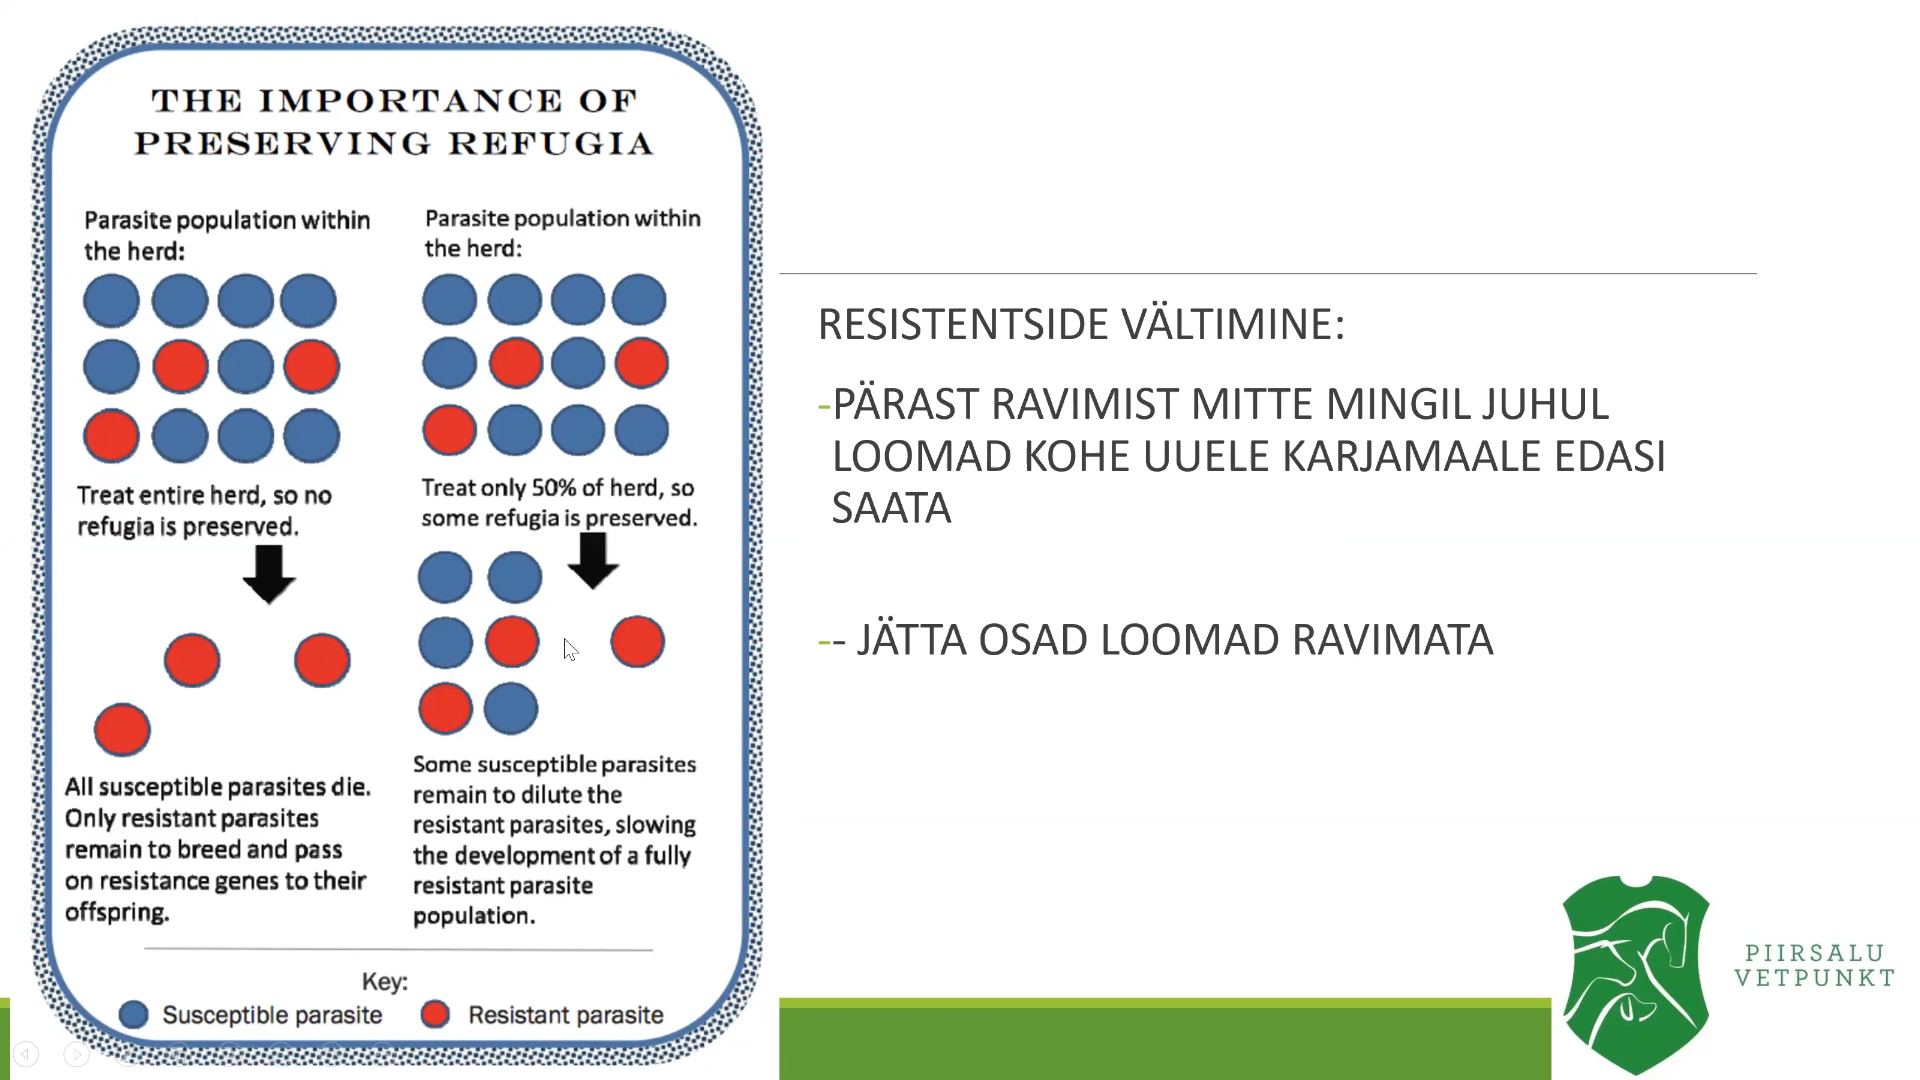 THE IMPORTANCE OF
PRESERVING REFUGIA
Parasite population within
the herd:
Treat entire herd, so no
refugia is preserved.
All susceptible parasites die.
Only resistant parasites
remain to breed and pass
on resistance genes to their
offspring.
Parasite population within
the herd:
Treat only 50% of herd, so
some refugia is preserved.
Some susceptible parasites
remain to dilute the
resistant parasites, slowing
the development of a fully
resistant parasite
population.
Key:
Susceptible parasite
Resistant parasite
RESISTENTSIDE VÄLTIMINE:
-PÄRAST RAVIMIST MITTE MINGIL JUHUL
LOOMAD KOHE UUELE KARJAMAALE EDASI
SAATA
-- JÄTTA OSAD LOOMAD RAVIMATA
PIIRSALU
VETPUNKT